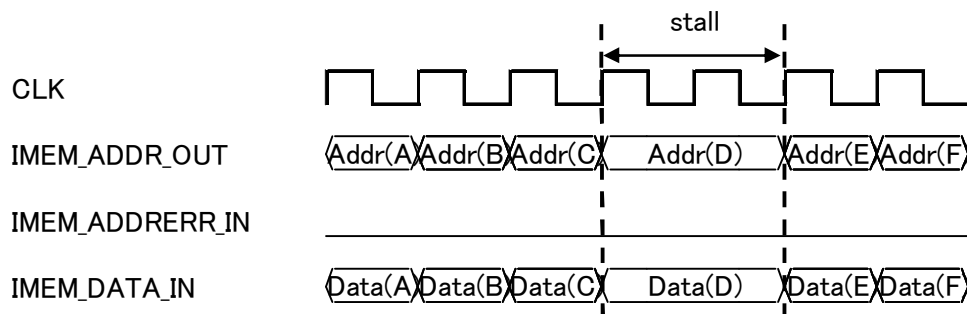 stall
CLK
IMEM_ADDR_OUT Addr(A Addr(B Addr(C Addr(D) Addr(E Addr(F
IMEM_ADDRERR_IN
IMEM_DATA_IN Data(A) Data(B Data(C Data(D) Data(E Data(F